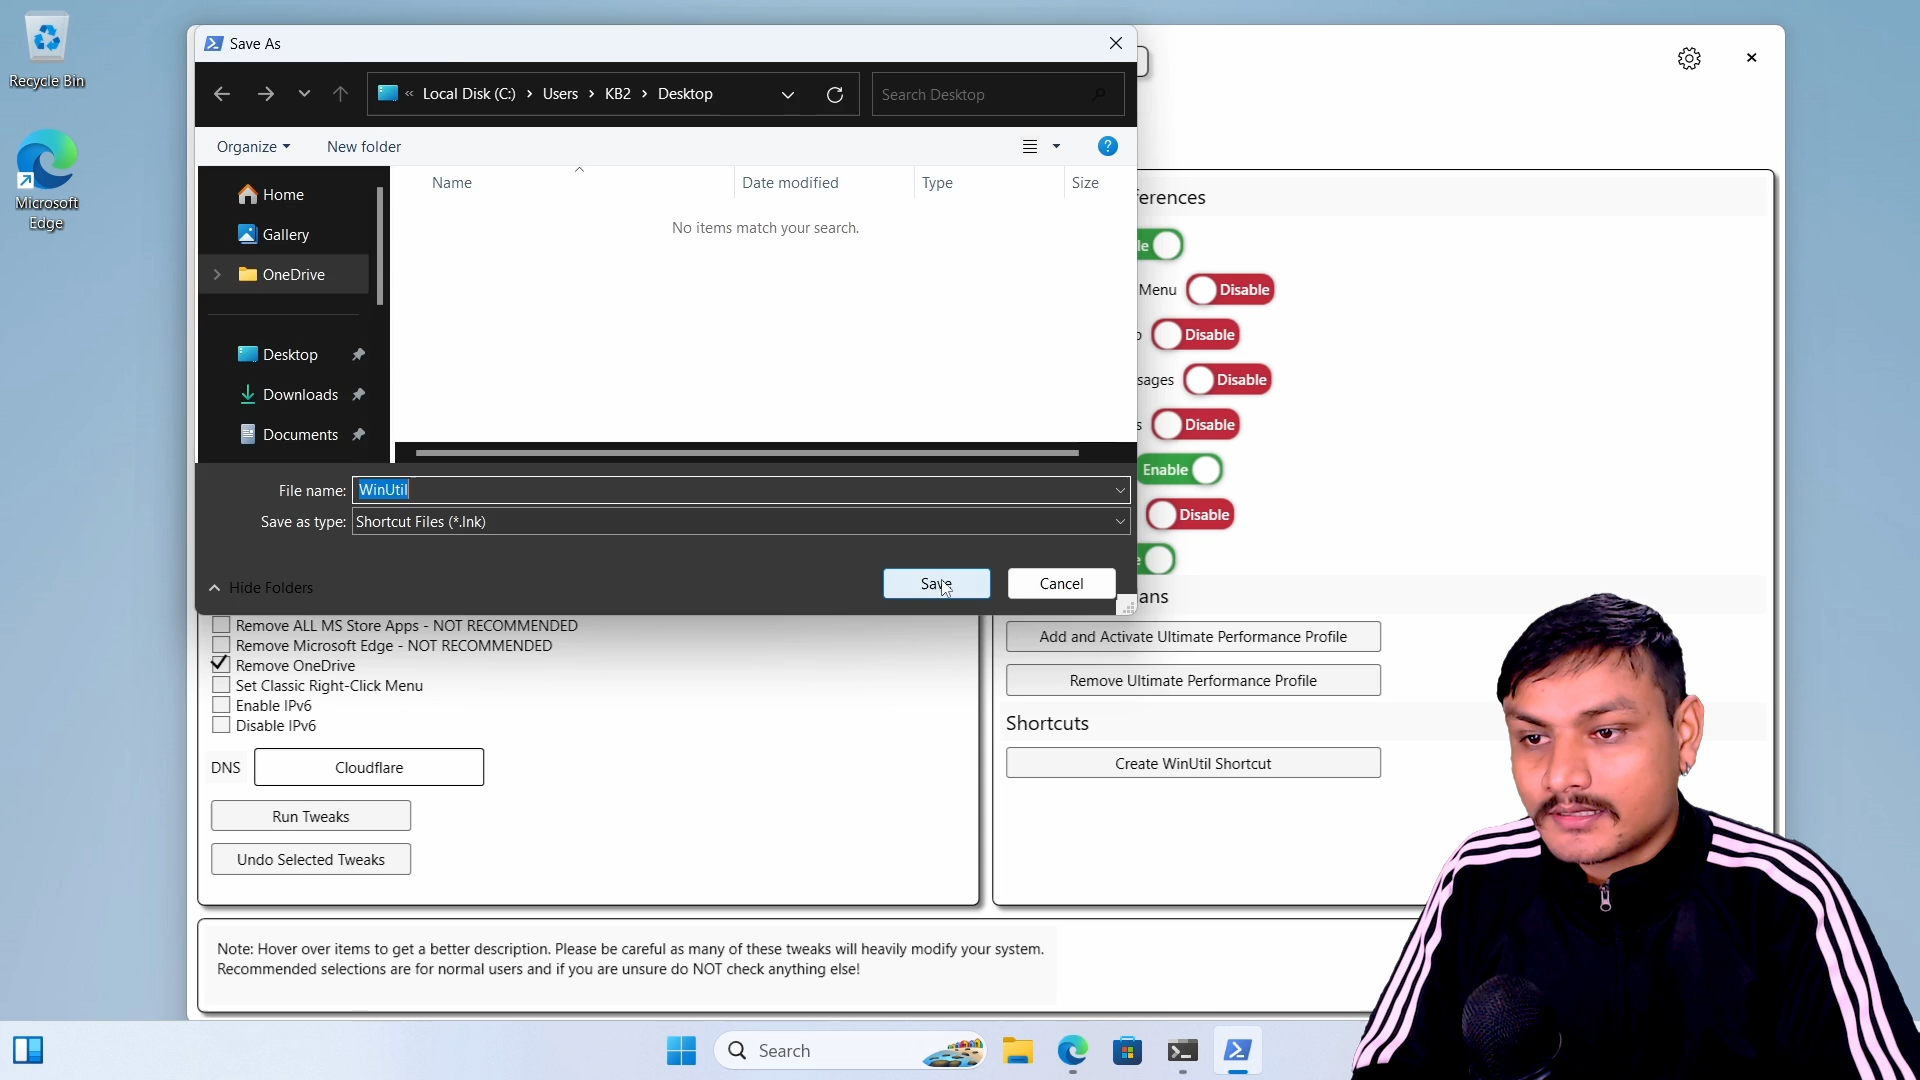 Recycle Bin
Microsoft
Edge
Save As
« Local Disk (C:) › Users › KB2 › Desktop
Search Desktop
Organize
New folder
?
Name
Date modified
Type
Size
No items match your search.
Home
Gallery
OneDrive
Desktop
Downloads
Documents
File name:
WinUtil
Save as type:
Shortcut Files (*.lnk)
Hide Folders
Save
Cancel
erences
le
Menu
Disable
Disable
sages
Disable
s
Disable
Enable
Disable
ans
Remove ALL MS Store Apps - NOT RECOMMENDED
Remove Microsoft Edge - NOT RECOMMENDED
Remove OneDrive
Set Classic Right-Click Menu
Enable IPv6
Disable IPv6
DNS
Cloudflare
Run Tweaks
Undo Selected Tweaks
Add and Activate Ultimate Performance Profile
Remove Ultimate Performance Profile
Shortcuts
Create WinUtil Shortcut
Note: Hover over items to get a better description. Please be careful as many of these tweaks will heavily modify your system.
Recommended selections are for normal users and if you are unsure do NOT check anything else!
Search